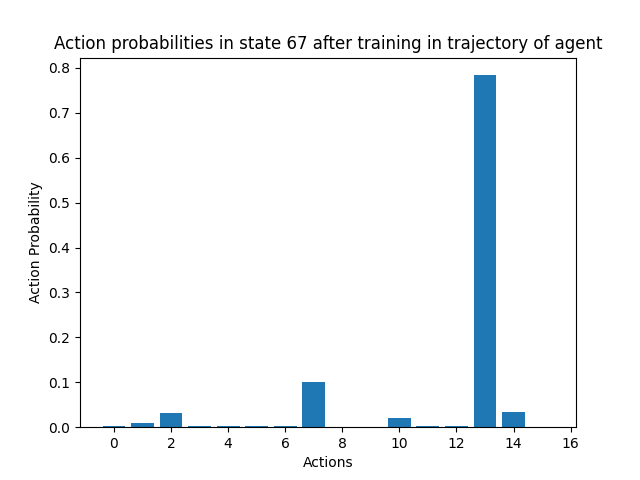 Action probabilities in state 67 after training in trajectory of agent
0.8
0.7
0.6
0.5
0.4
0.3
0.2
0.1
0.0
Action Probability
0 2 4 6 8 10 12 14 16
Actions